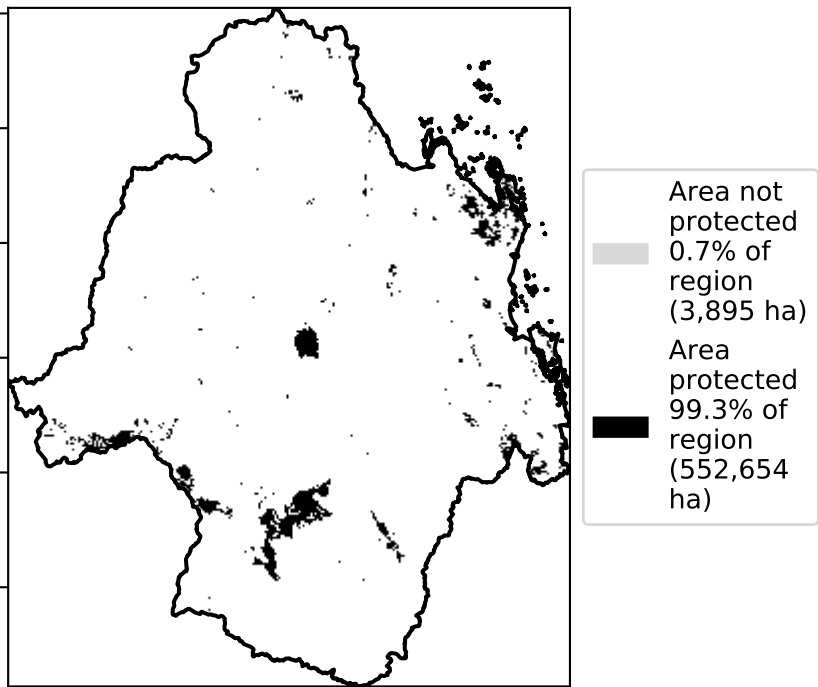 Area not
protected
0.7% of
region
(3,895 ha)
Area
protected
99.3% of
region
(552,654
ha)